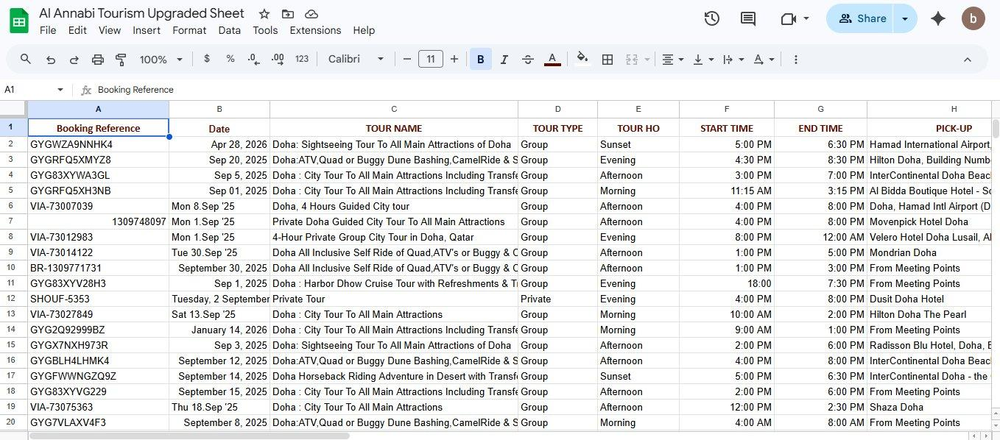 Al Annabi Tourism Upgraded Sheet
File Edit View Insert Format Data Tools Extensions Help
Share
b
100% $ % .0 .00 123 Calibri 11 B I S A
A1 fx Booking Reference
A B C D E F G H
1 Booking Reference Date TOUR NAME TOUR TYPE TOUR HO START TIME END TIME PICK-UP
2 GYGWZA9NNHK4 Apr 28, 2026 Doha: Sightseeing Tour To All Main Attractions of Doha Group Sunset 5:00 PM 6:30 PM Hamad International Airport,
3 GYGRFQ5XMYZ8 Sep 20, 2025 Doha:ATV,Quad or Buggy Dune Bashing,CamelRide & S Group Evening 4:30 PM 8:30 PM Hilton Doha, Building Numb
4 GYG83XYWA3GL Sep 5, 2025 Doha : City Tour To All Main Attractions Including Transfe Group Afternoon 3:00 PM 7:00 PM InterContinental Doha Beac
5 GYGRFQ5XH3NB Sep 01, 2025 Doha : City Tour To All Main Attractions Including Transfe Group Morning 11:15 AM 3:15 PM Al Bidda Boutique Hotel - So
6 VIA-73007039 Mon 8.Sep '25 Doha, 4 Hours Guided City tour Group Afternoon 4:00 PM 8:00 PM Doha, Hamad Intl Airport (D
7 1309748097 Mon 1.Sep '25 Private Doha Guided City Tour To All Main Attractions Group Afternoon 4:00 PM 8:00 PM Movenpick Hotel Doha
8 VIA-73012983 Mon 1.Sep '25 4-Hour Private Group City Tour in Doha, Qatar Group Evening 8:00 PM 12:00 AM Velero Hotel Doha Lusail, Al
9 VIA-73014122 Tue 30.Sep '25 Doha All Inclusive Self Ride of Quad,ATV's or Buggy & C Group Afternoon 1:00 PM 5:00 PM Mondrian Doha
10 BR-1309771731 September 30, 2025 Doha All Inclusive Self Ride of Quad,ATV's or Buggy & C Group Afternoon 1:00 PM 3:00 PM From Meeting Points
11 GYG83XYV28H3 Sep 1, 2025 Doha : Harbor Dhow Cruise Tour with Refreshments & Tr Group Evening 18:00 7:30 PM From Meeting Points
12 SHOUF-5353 Tuesday, 2 September Private Tour Private Evening 4:00 PM 8:00 PM Dusit Doha Hotel
13 VIA-73027849 Sat 13.Sep '25 Doha : City Tour To All Main Attractions Group Morning 10:00 AM 2:00 PM Hilton Doha The Pearl
14 GYG2Q92999BZ January 14, 2026 Doha : City Tour To All Main Attractions Including Transfe Group Morning 9:00 AM 1:00 PM From Meeting Points
15 GYGX7NXH973R Sep 3, 2025 Doha: Sightseeing Tour To All Main Attractions of Doha Group Afternoon 2:00 PM 6:00 PM Radisson Blu Hotel, Doha, E
16 GYGBLH4LHMK4 September 12, 2025 Doha:ATV,Quad or Buggy Dune Bashing,CamelRide & S Group Afternoon 4:00 PM 8:00 PM InterContinental Doha Beac
17 GYGFWWNGZQ9Z September 14, 2025 Doha Horseback Riding Adventure in Desert with Transfe Group Sunset 5:00 PM 6:30 PM InterContinental Doha - the
18 GYG83XYVG229 September 15, 2025 Doha : City Tour To All Main Attractions Including Transfe Group Afternoon 2:00 PM 6:00 PM From Meeting Points
19 VIA-73075363 Thu 18.Sep '25 Doha : City Tour To All Main Attractions Group Afternoon 12:00 PM 2:30 PM Shaza Doha
20 GYG7VLAXV4F3 September 8, 2025 Doha:ATV,Quad or Buggy Dune Bashing,CamelRide & S Group Morning 4:00 AM 8:00 AM From Meeting Points